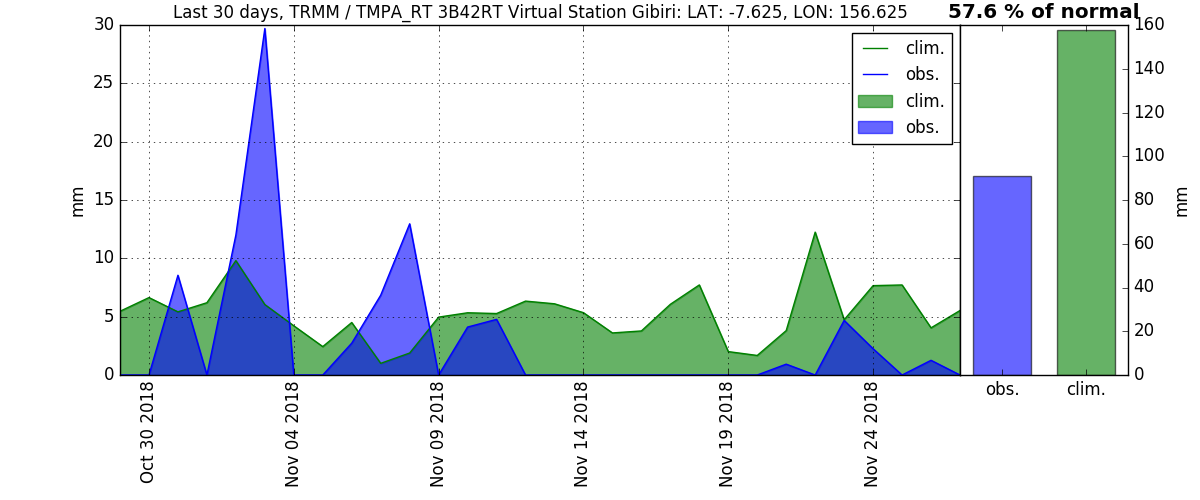 Last 30 days, TRMM / TMPA_RT 3B42RT Virtual Station Gibiri: LAT: -7.625, LON: 156.625
57.6 % of normal
30
25
20
15
10
5
0
mm
clim.
obs.
clim.
obs.
160
140
120
100
80
60
40
20
0
mm
obs.
clim.
Oct 30 2018
Nov 04 2018
Nov 09 2018
Nov 14 2018
Nov 19 2018
Nov 24 2018